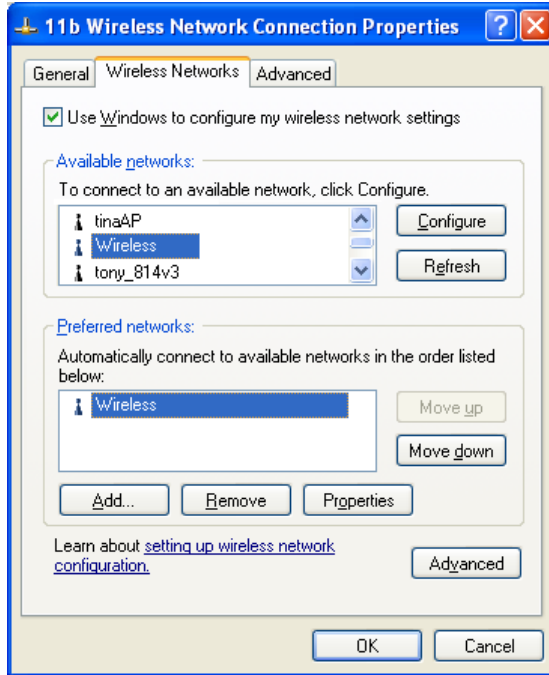 11b Wireless Network Connection Properties
General Wireless Networks Advanced
Use Windows to configure my wireless network settings
Available networks:
To connect to an available network, click Configure.
tinaAP
Wireless
tony_814v3
Configure
Refresh
Preferred networks:
Automatically connect to available networks in the order listed
below:
Wireless
Move up
Move down
Add... Remove Properties
Learn about setting up wireless network
configuration.
Advanced
OK Cancel